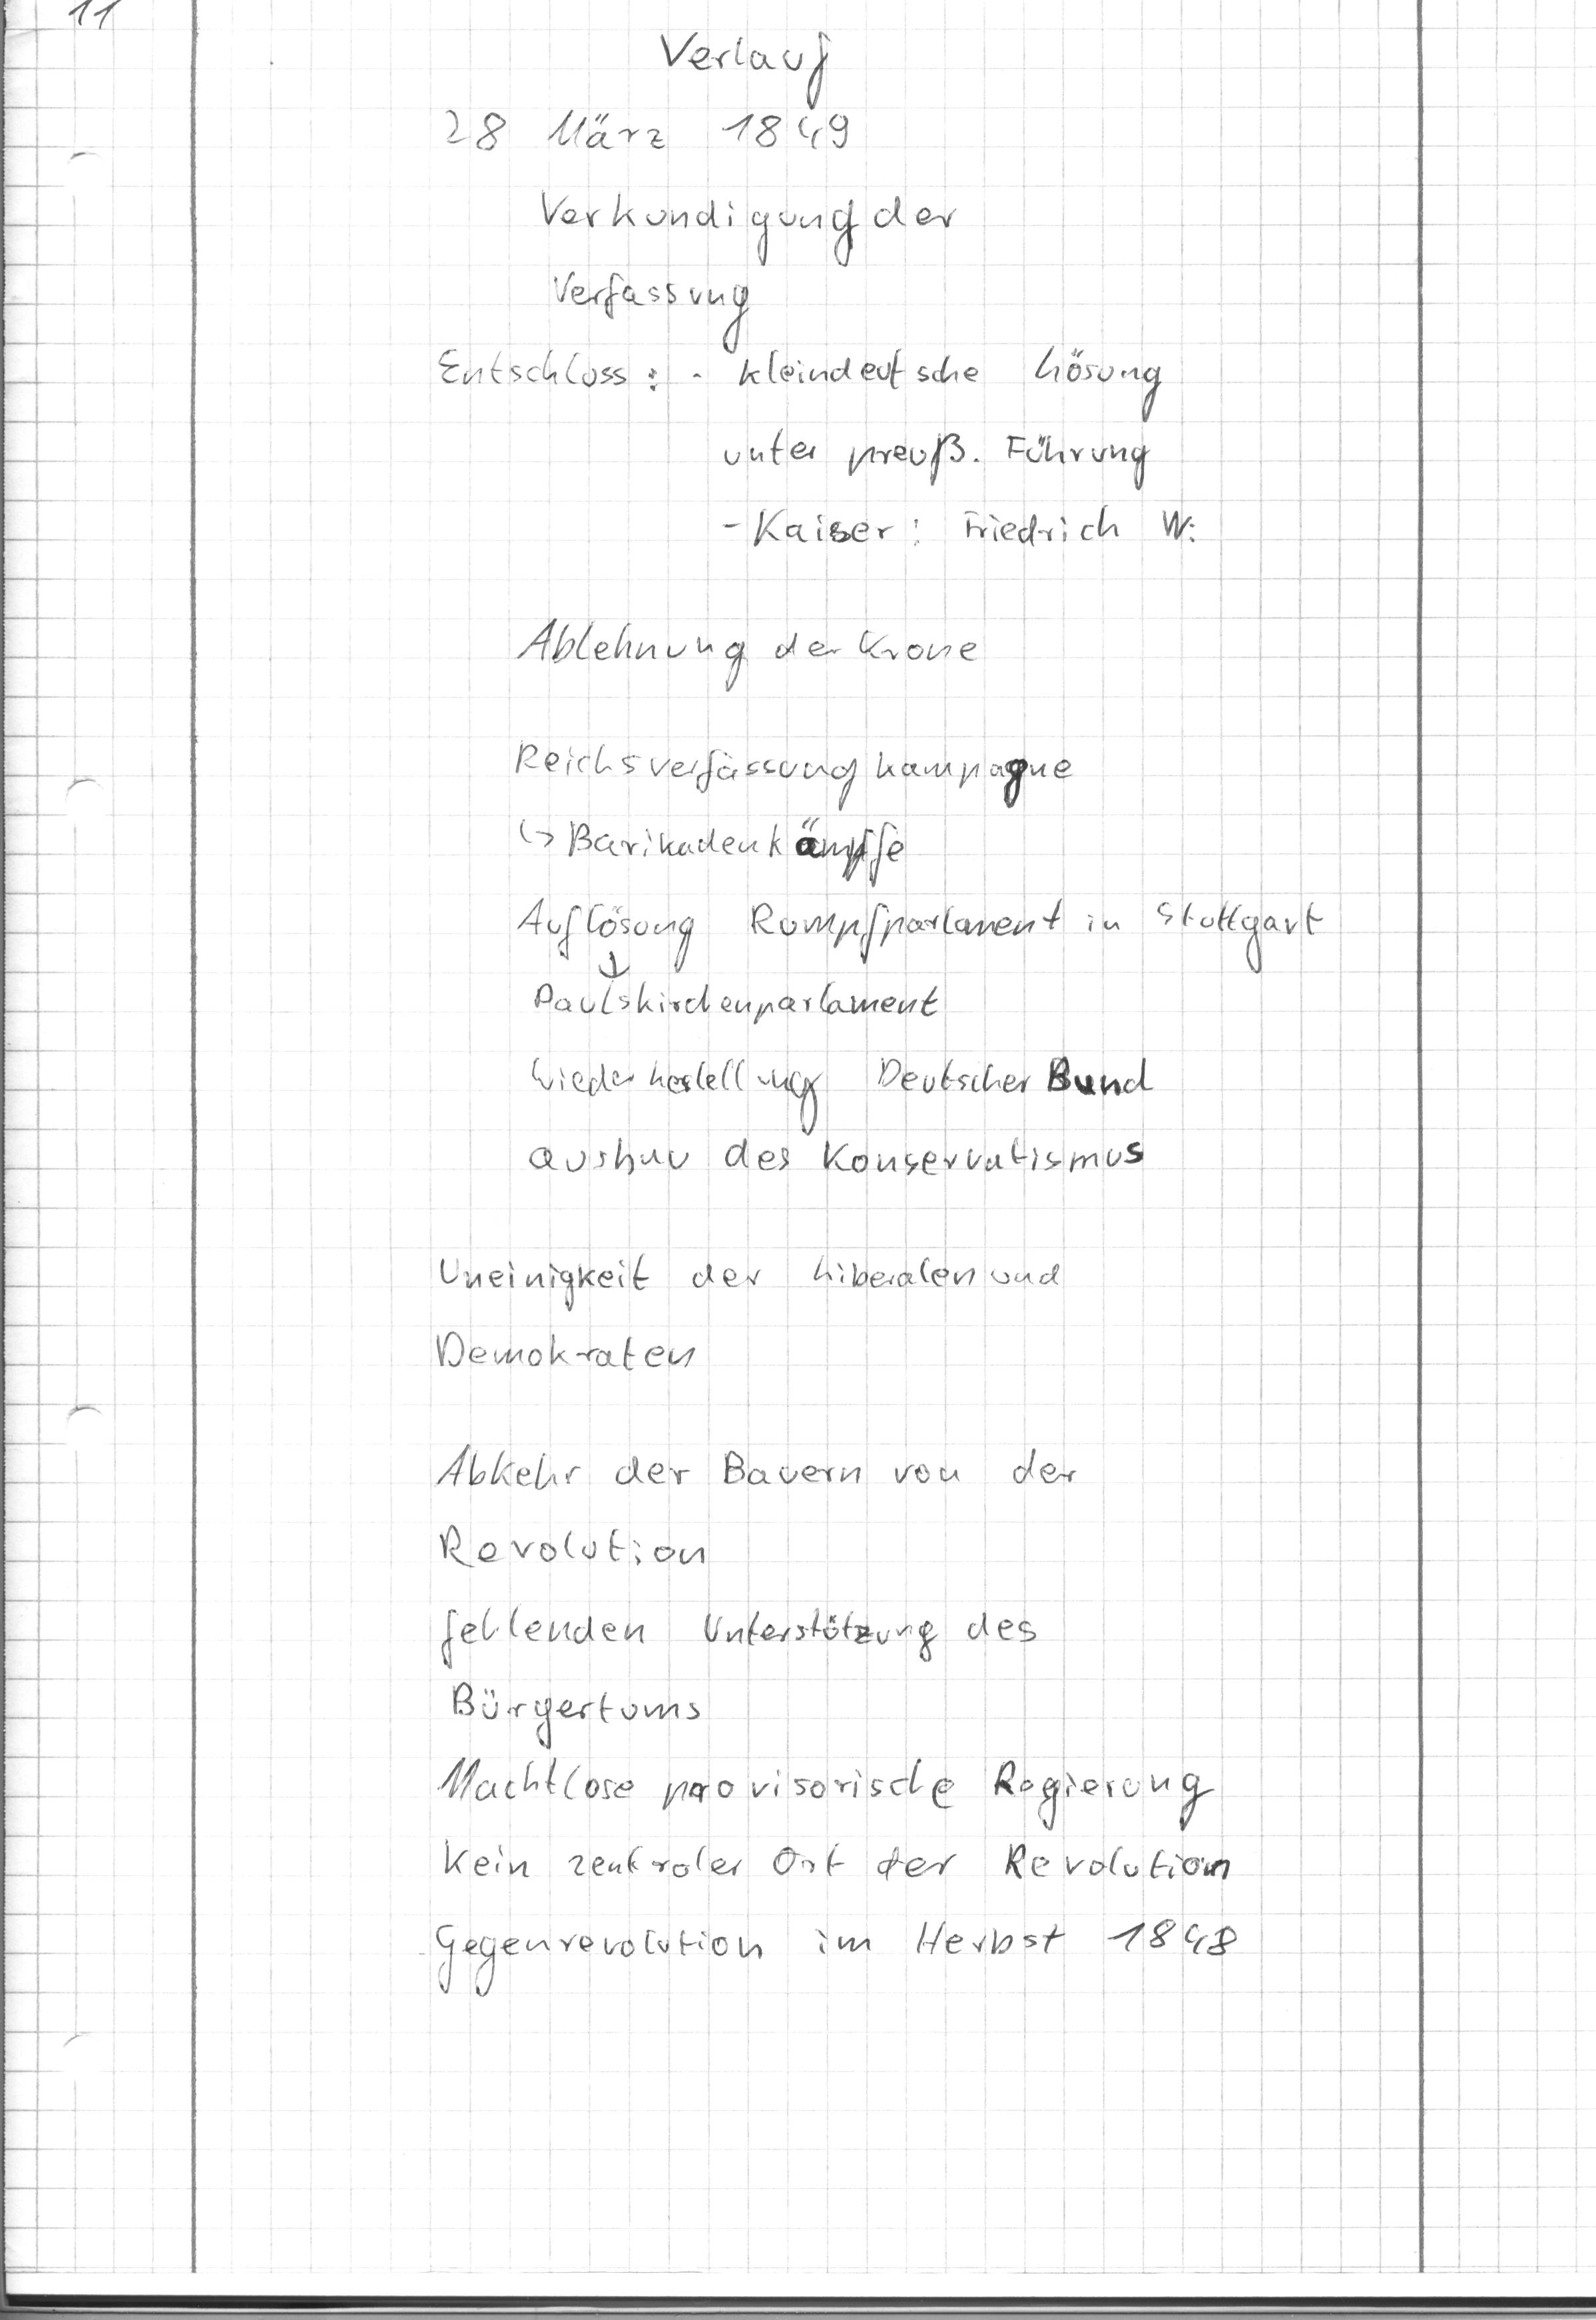 11
Verlauf
28 März 1849
Verkundigung der
Verfassung
Entschluss: - kleindeutsche Lösung
unter preuß. Führung
- Kaiser: Friedrich W.
Ablehnung der Krone
Reichsverfassung kampagne
↳ Barikadenkämpfe
Auflösung Rumpfparlament in Stuttgart
↓
Paulskirchenparlament
Wiederherstellung Deutscher Bund
ausbau des Konservatismus
Uneinigkeit der Liberalen und
Demokraten
Abkehr der Bauern von der
Revolution
fehlenden Unterstützung des
Bürgertums
Machtlose provisorische Regierung
Kein zentraler Ort der Revolution
Gegenrevolution im Herbst 1848